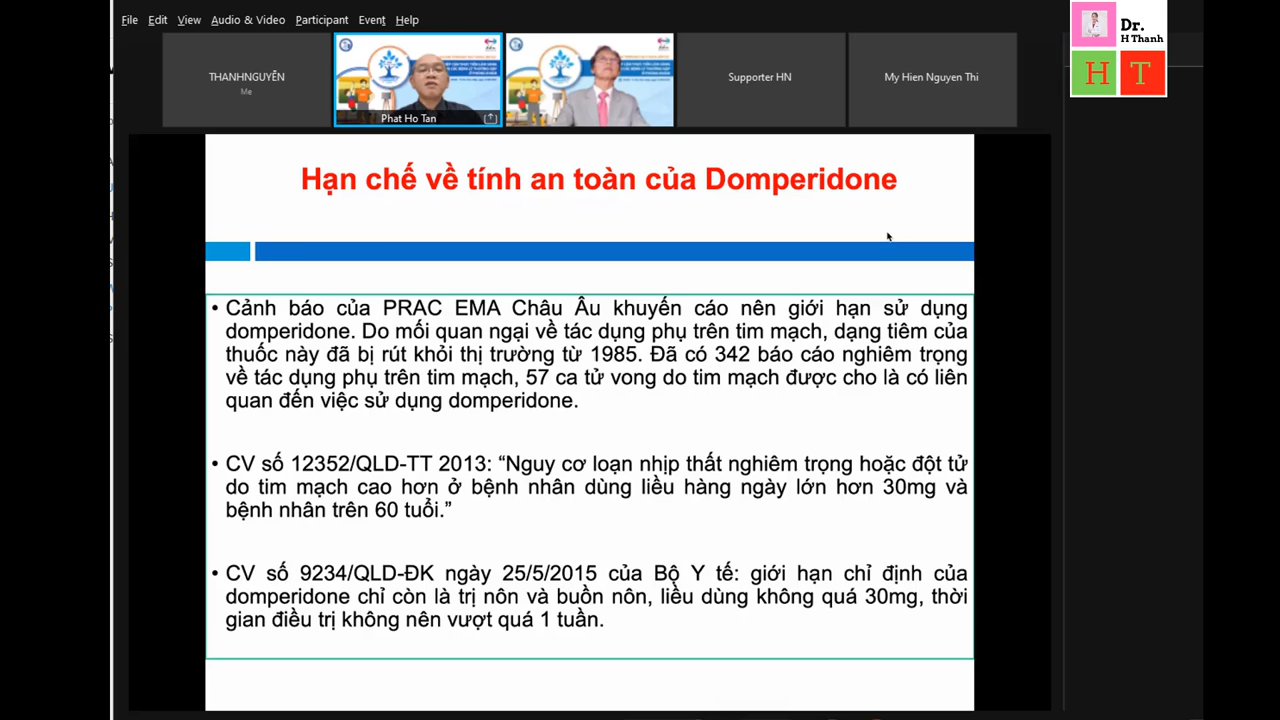 File Edit View Audio & Video Participant Event Help
Dr.
H Thanh
H T
THANHNGUYỄN
Me
Phat Ho Tan
Supporter HN
My Hien Nguyen Thi
Hạn chế về tính an toàn của Domperidone
• Cảnh báo của PRAC EMA Châu Âu khuyến cáo nên giới hạn sử dụng
domperidone. Do mối quan ngại về tác dụng phụ trên tim mạch, dạng tiêm của
thuốc này đã bị rút khỏi thị trường từ 1985. Đã có 342 báo cáo nghiêm trọng
về tác dụng phụ trên tim mạch, 57 ca tử vong do tim mạch được cho là có liên
quan đến việc sử dụng domperidone.
• CV số 12352/QLD-TT 2013: “Nguy cơ loạn nhịp thất nghiêm trọng hoặc đột tử
do tim mạch cao hơn ở bệnh nhân dùng liều hàng ngày lớn hơn 30mg và
bệnh nhân trên 60 tuổi.”
• CV số 9234/QLD-ĐK ngày 25/5/2015 của Bộ Y tế: giới hạn chỉ định của
domperidone chỉ còn là trị nôn và buồn nôn, liều dùng không quá 30mg, thời
gian điều trị không nên vượt quá 1 tuần.